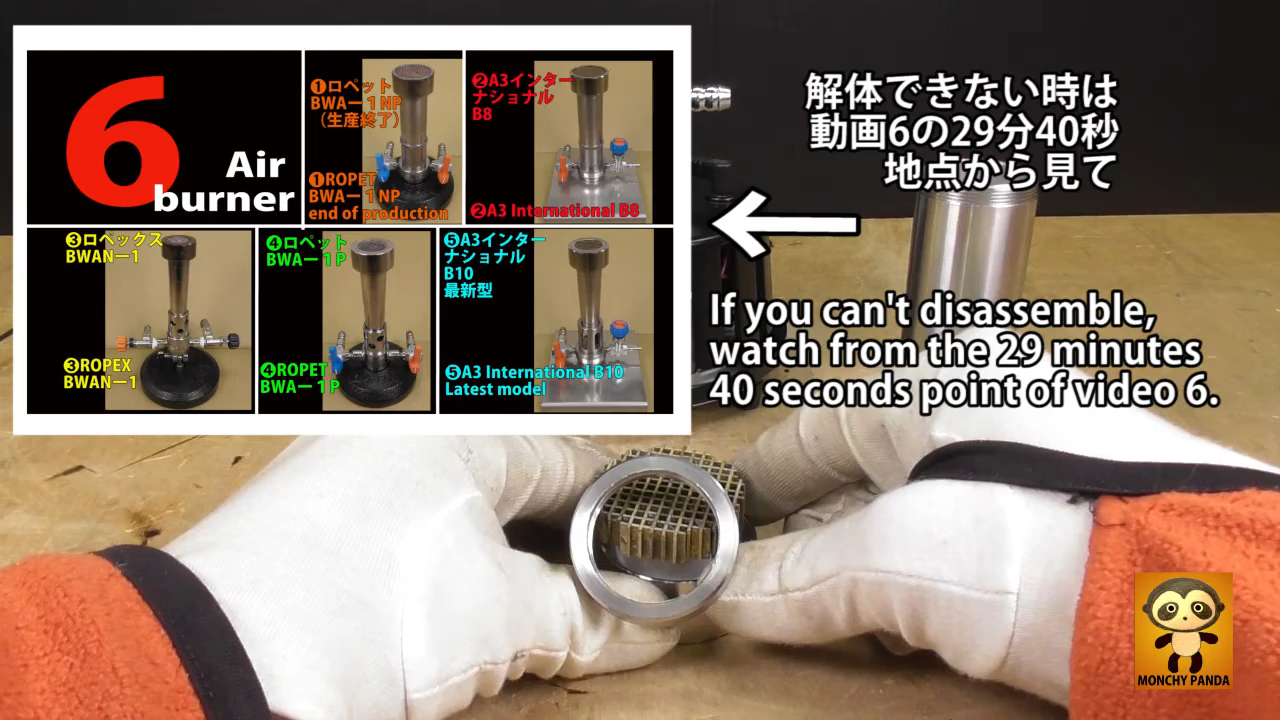 6
Air
burner
❶ロペット
BWAー1NP
（生産終了）
❶ROPET
BWAー1NP
end of production
❷A3インター
ナショナル
B8
❷A3 International B8
❸ロペックス
BWANー1
❸ROPEX
BWANー1
❹ロペット
BWAー1P
❹ROPET
BWAー1P
❺A3インター
ナショナル
B10
最新型
❺A3 International B10
Latest model
解体できない時は
動画6の29分40秒
地点から見て
If you can't disassemble,
watch from the 29 minutes
40 seconds point of video 6.
MONCHY PANDA